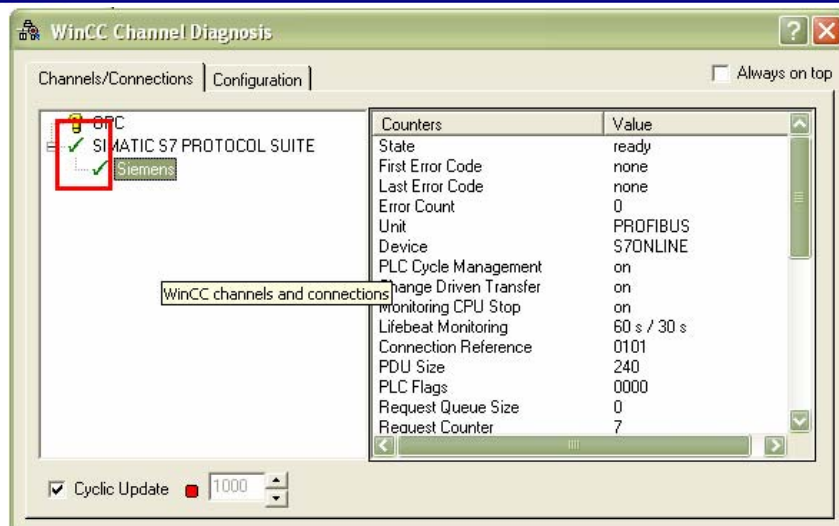 WinCC Channel Diagnosis
Channels/Connections Configuration Always on top
OPC
SIMATIC S7 PROTOCOL SUITE
Siemens
WinCC channels and connections
Counters Value
State ready
First Error Code none
Last Error Code none
Error Count 0
Unit PROFIBUS
Device S7ONLINE
PLC Cycle Management on
Change Driven Transfer on
Monitoring CPU Stop on
Lifebeat Monitoring 60 s / 30 s
Connection Reference 0101
PDU Size 240
PLC Flags 0000
Request Queue Size 0
Request Counter 7
Cyclic Update 1000